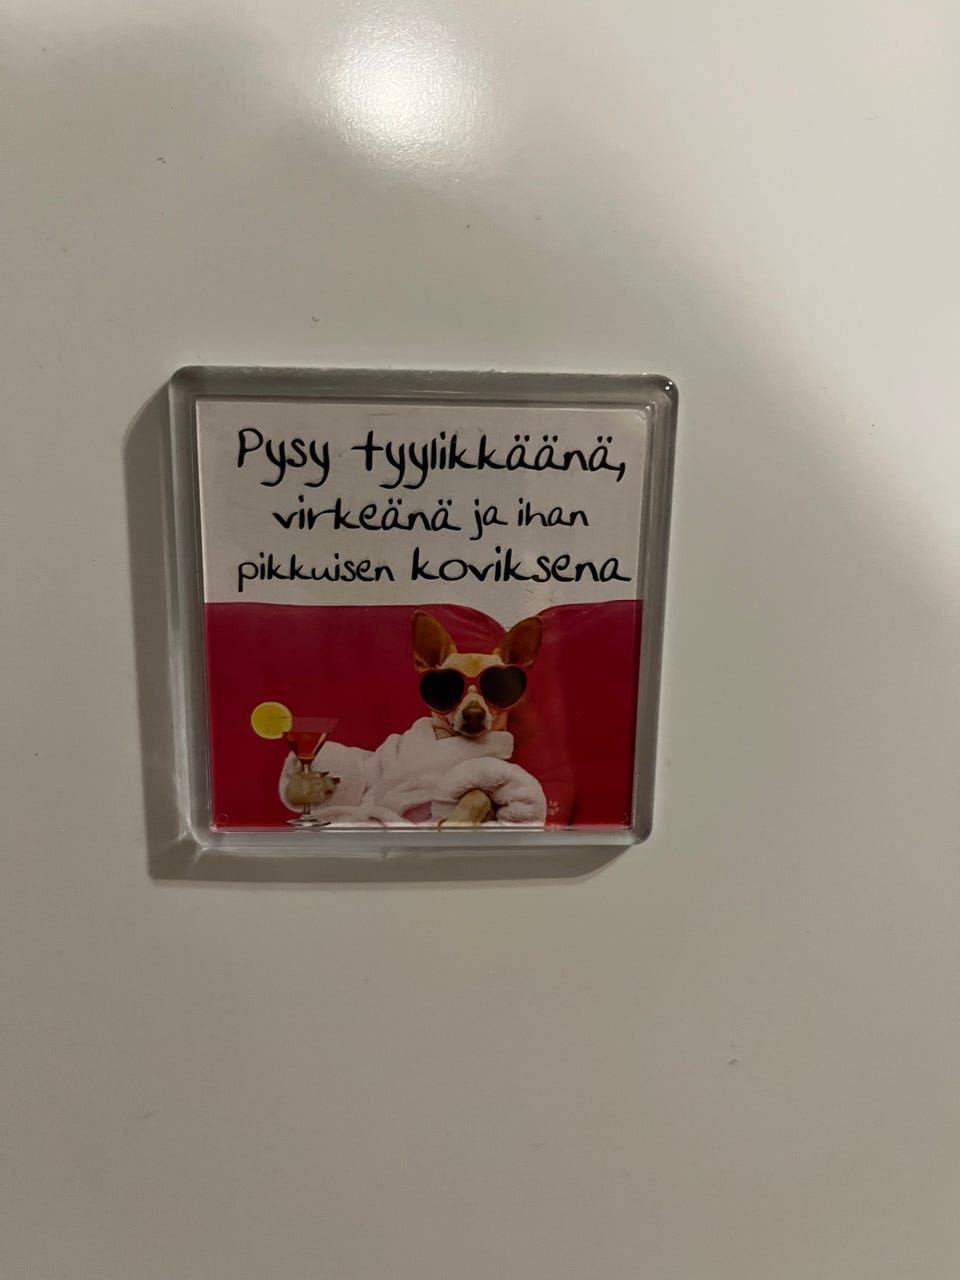 Pysy tyylikkäänä,
virkeänä ja ihan
pikkuisen koviksena